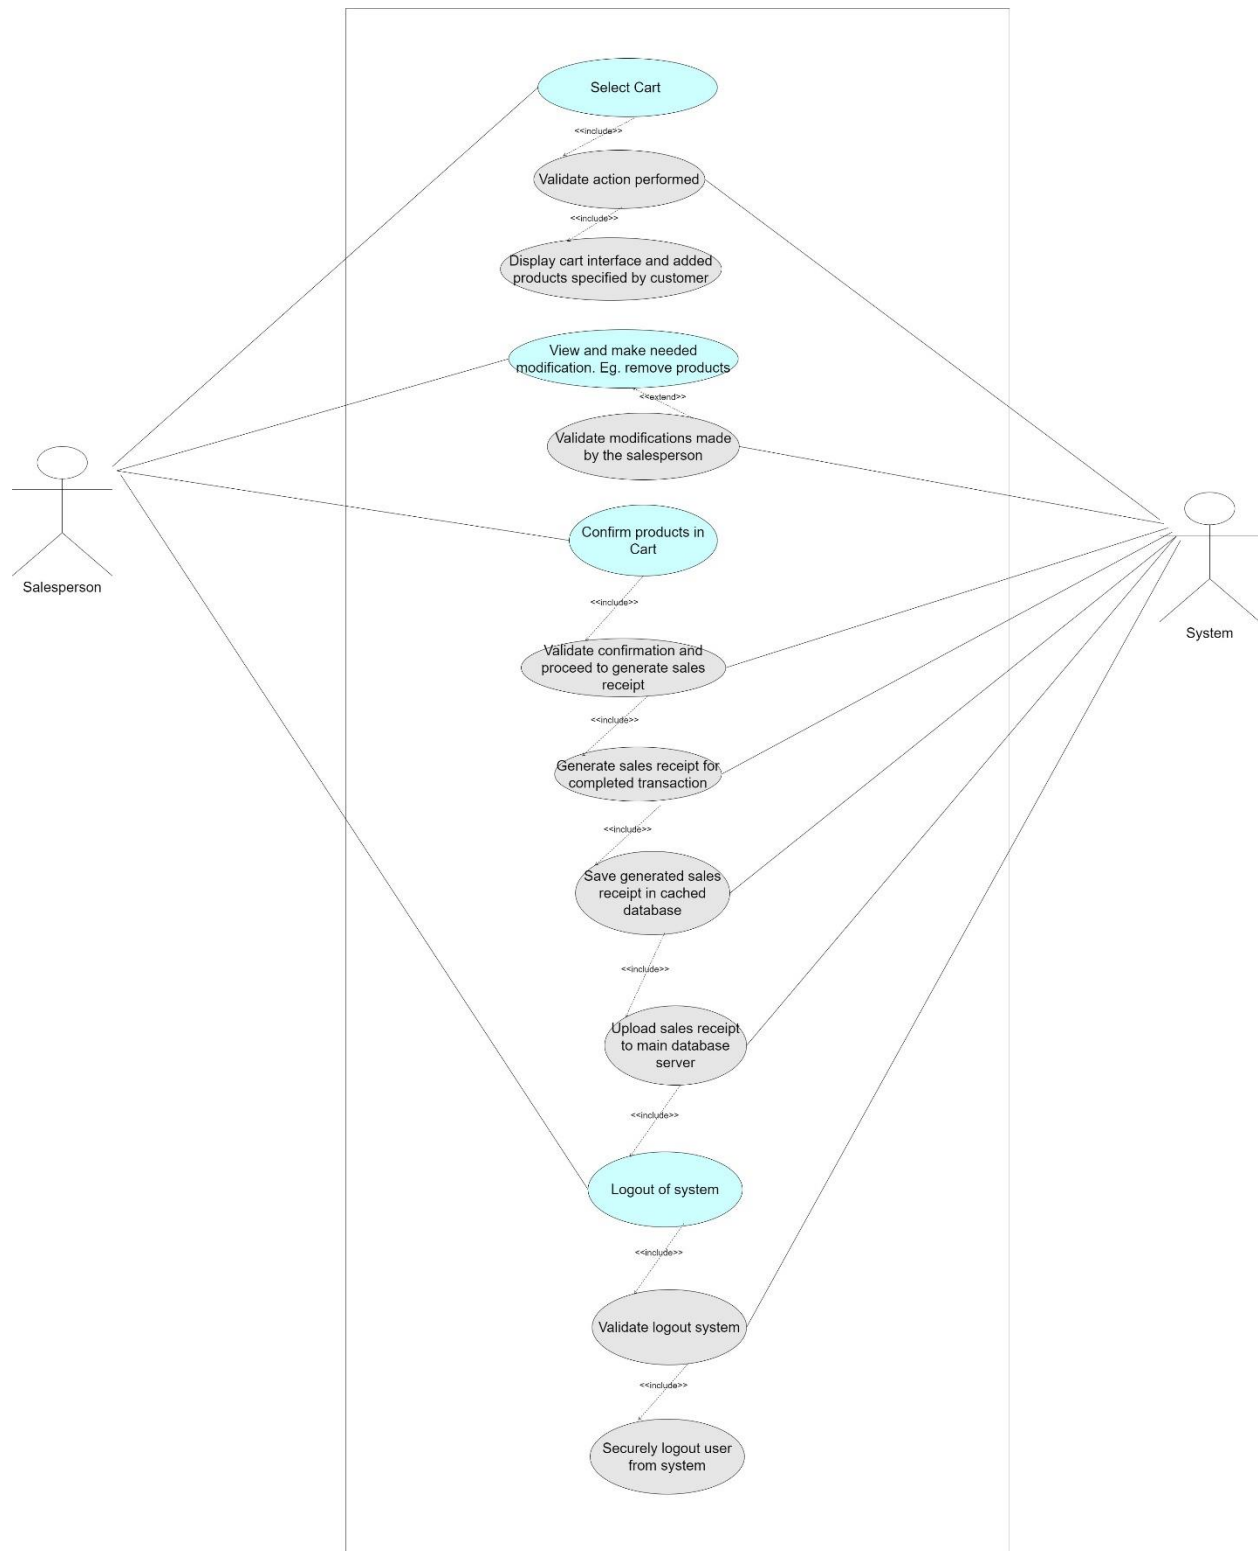 Select Cart
<<include>>
Validate action performed
<<include>>
Display cart interface and added
products specified by customer
View and make needed
modification. Eg. remove products
<<extend>>
Validate modifications made
by the salesperson
Salesperson
Confirm products in
Cart
System
<<include>>
Validate confirmation and
proceed to generate sales
receipt
<<include>>
Generate sales receipt for
completed transaction
<<include>>
Save generated sales
receipt in cached
database
<<include>>
Upload sales receipt
to main database
server
<<include>>
Logout of system
<<include>>
Validate logout system
<<include>>
Securely logout user
from system